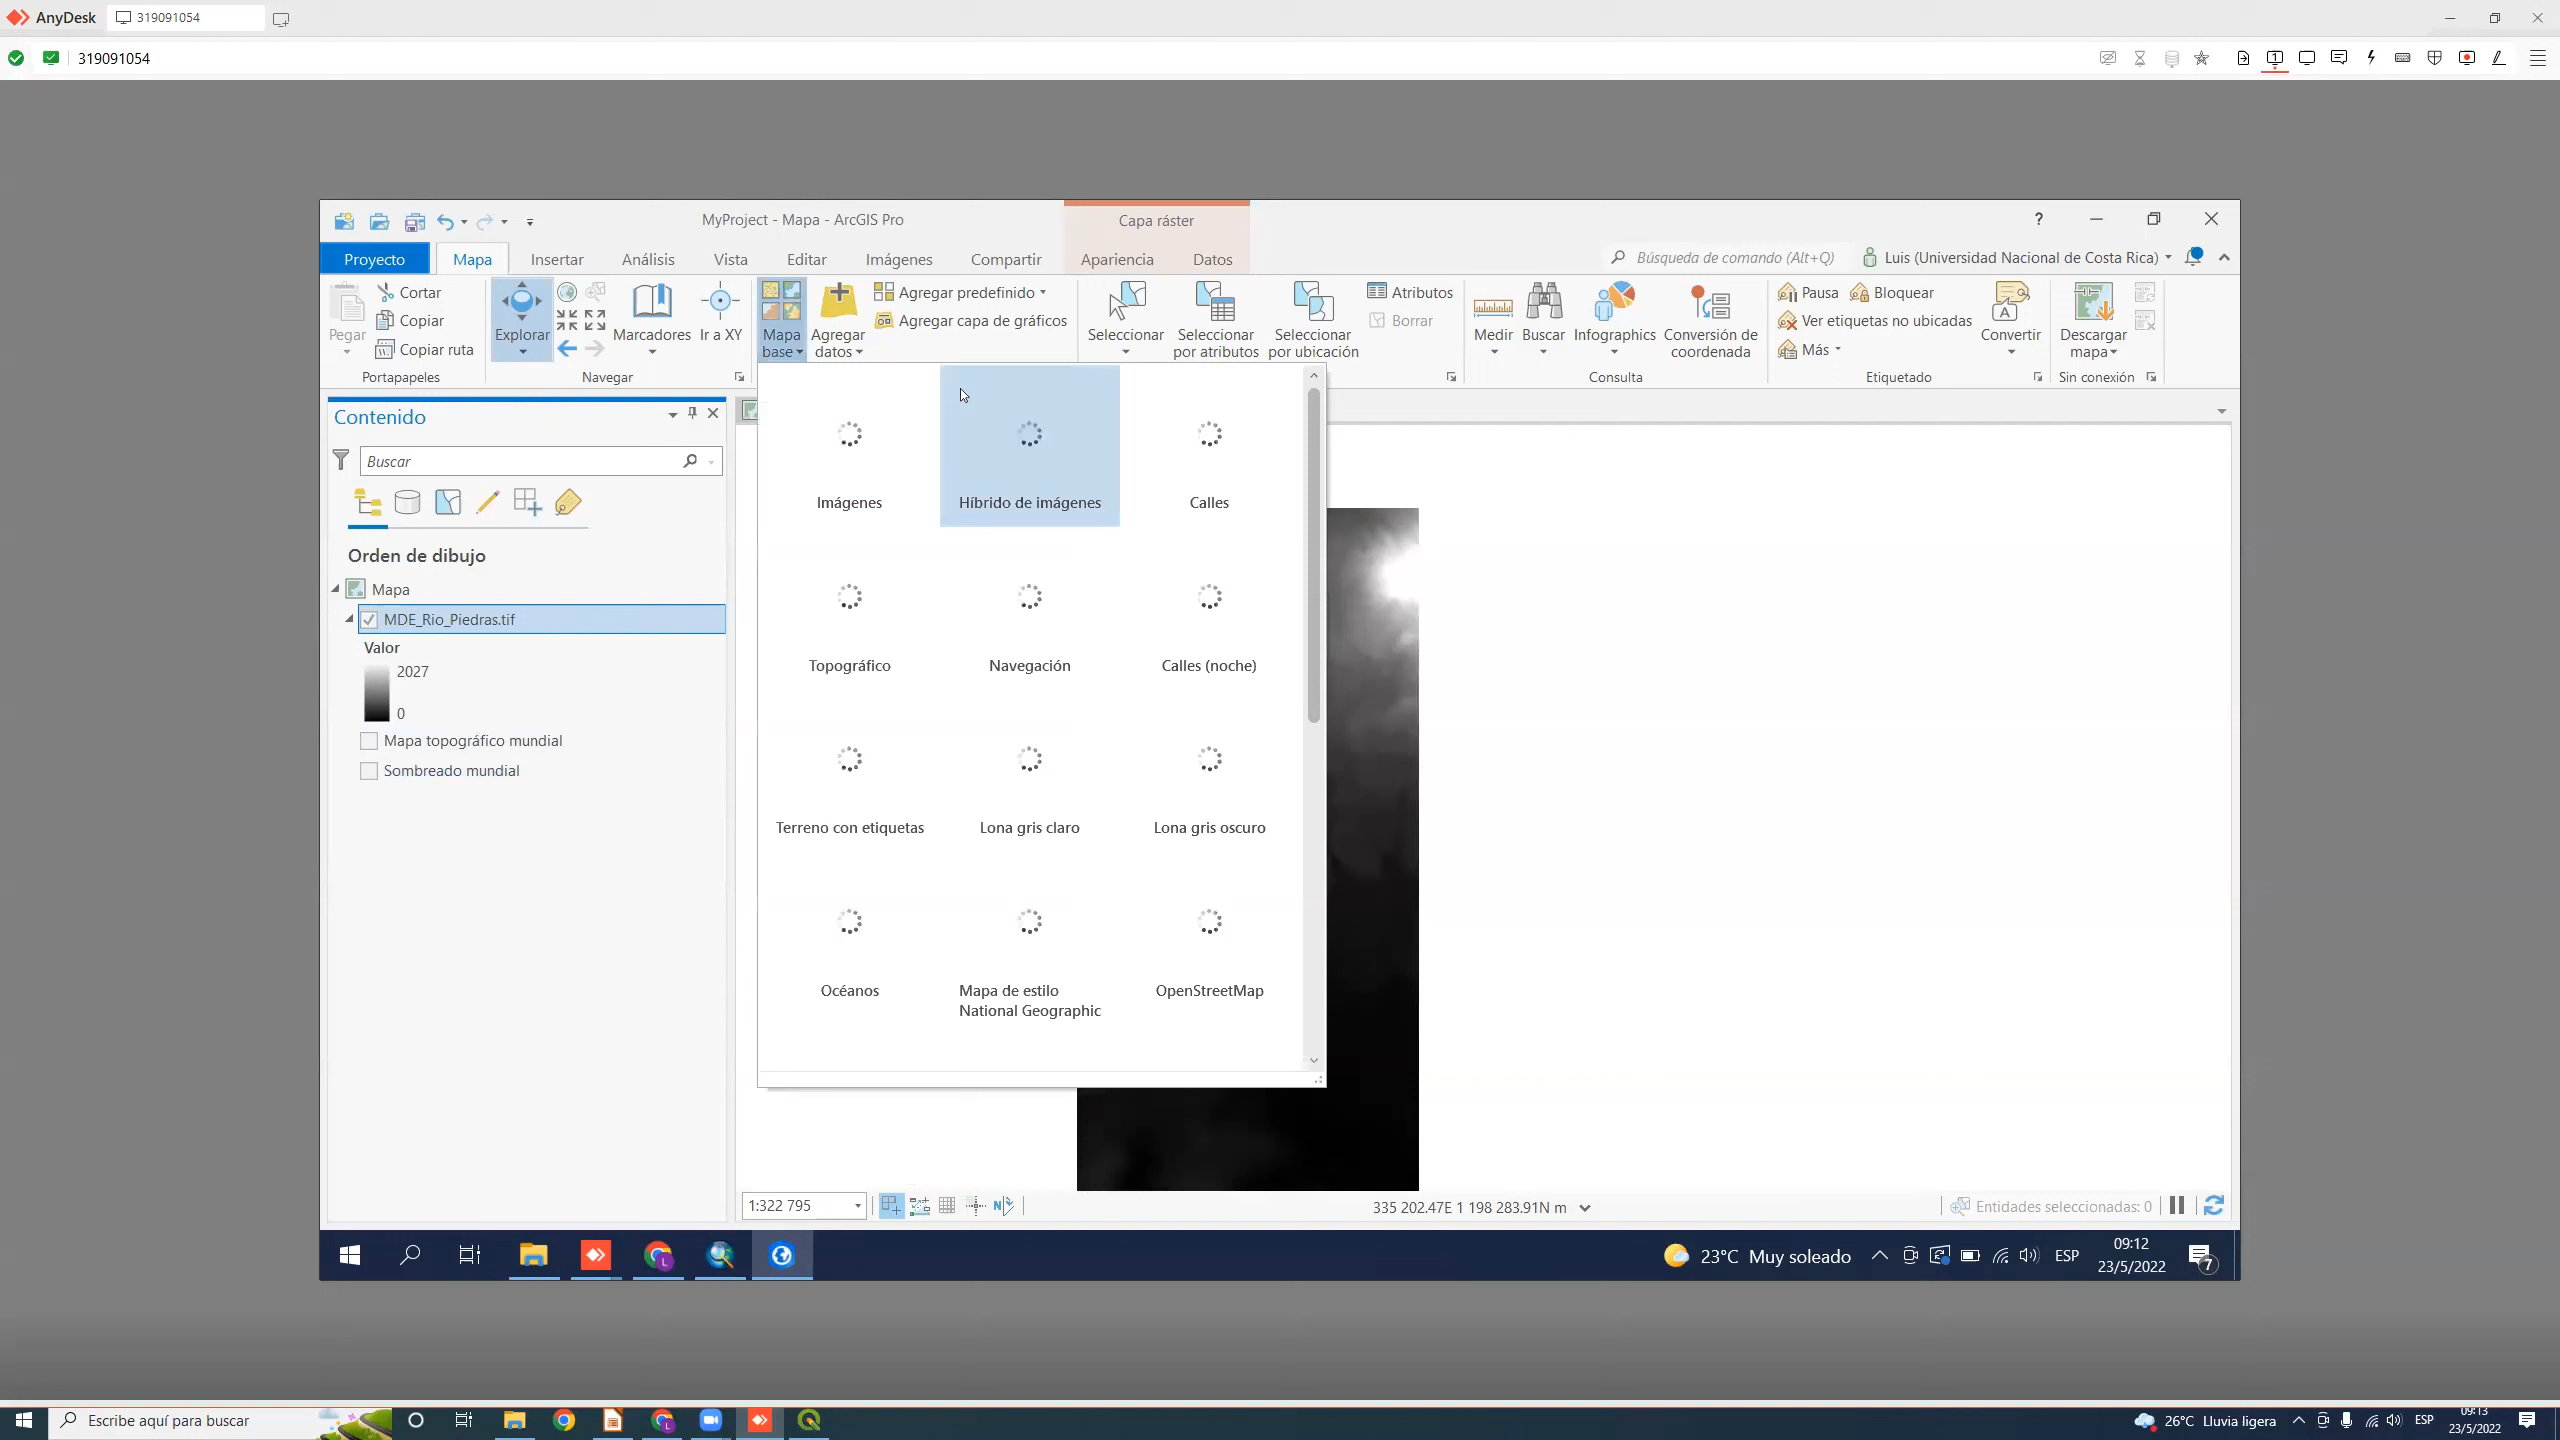 AnyDesk
319091054
319091054
MyProject - Mapa - ArcGIS Pro
Capa ráster
?
Proyecto
Mapa
Insertar
Análisis
Vista
Editar
Imágenes
Compartir
Apariencia
Datos
Búsqueda de comando (Alt+Q)
Luis (Universidad Nacional de Costa Rica)
Pegar
Cortar
Copiar
Copiar ruta
Portapapeles
Explorar
Marcadores
Ir a XY
Navegar
Mapa
base
Agregar
datos
Agregar predefinido
Agregar capa de gráficos
Seleccionar
Seleccionar
por atributos
Seleccionar
por ubicación
Atributos
Borrar
Medir
Buscar
Infographics
Conversión de
coordenada
Consulta
Pausa
Bloquear
Ver etiquetas no ubicadas
Más
Convertir
Etiquetado
Descargar
mapa
Sin conexión
Contenido
Buscar
Orden de dibujo
Mapa
MDE_Rio_Piedras.tif
Valor
2027
0
Mapa topográfico mundial
Sombreado mundial
Imágenes
Híbrido de imágenes
Calles
Topográfico
Navegación
Calles (noche)
Terreno con etiquetas
Lona gris claro
Lona gris oscuro
Océanos
Mapa de estilo
National Geographic
OpenStreetMap
1:322 795
335 202.47E 1 198 283.91N m
Entidades seleccionadas: 0
23°C Muy soleado
ESP
09:12
23/5/2022
7
Escribe aquí para buscar
26°C Lluvia ligera
ESP
09:13
23/5/2022